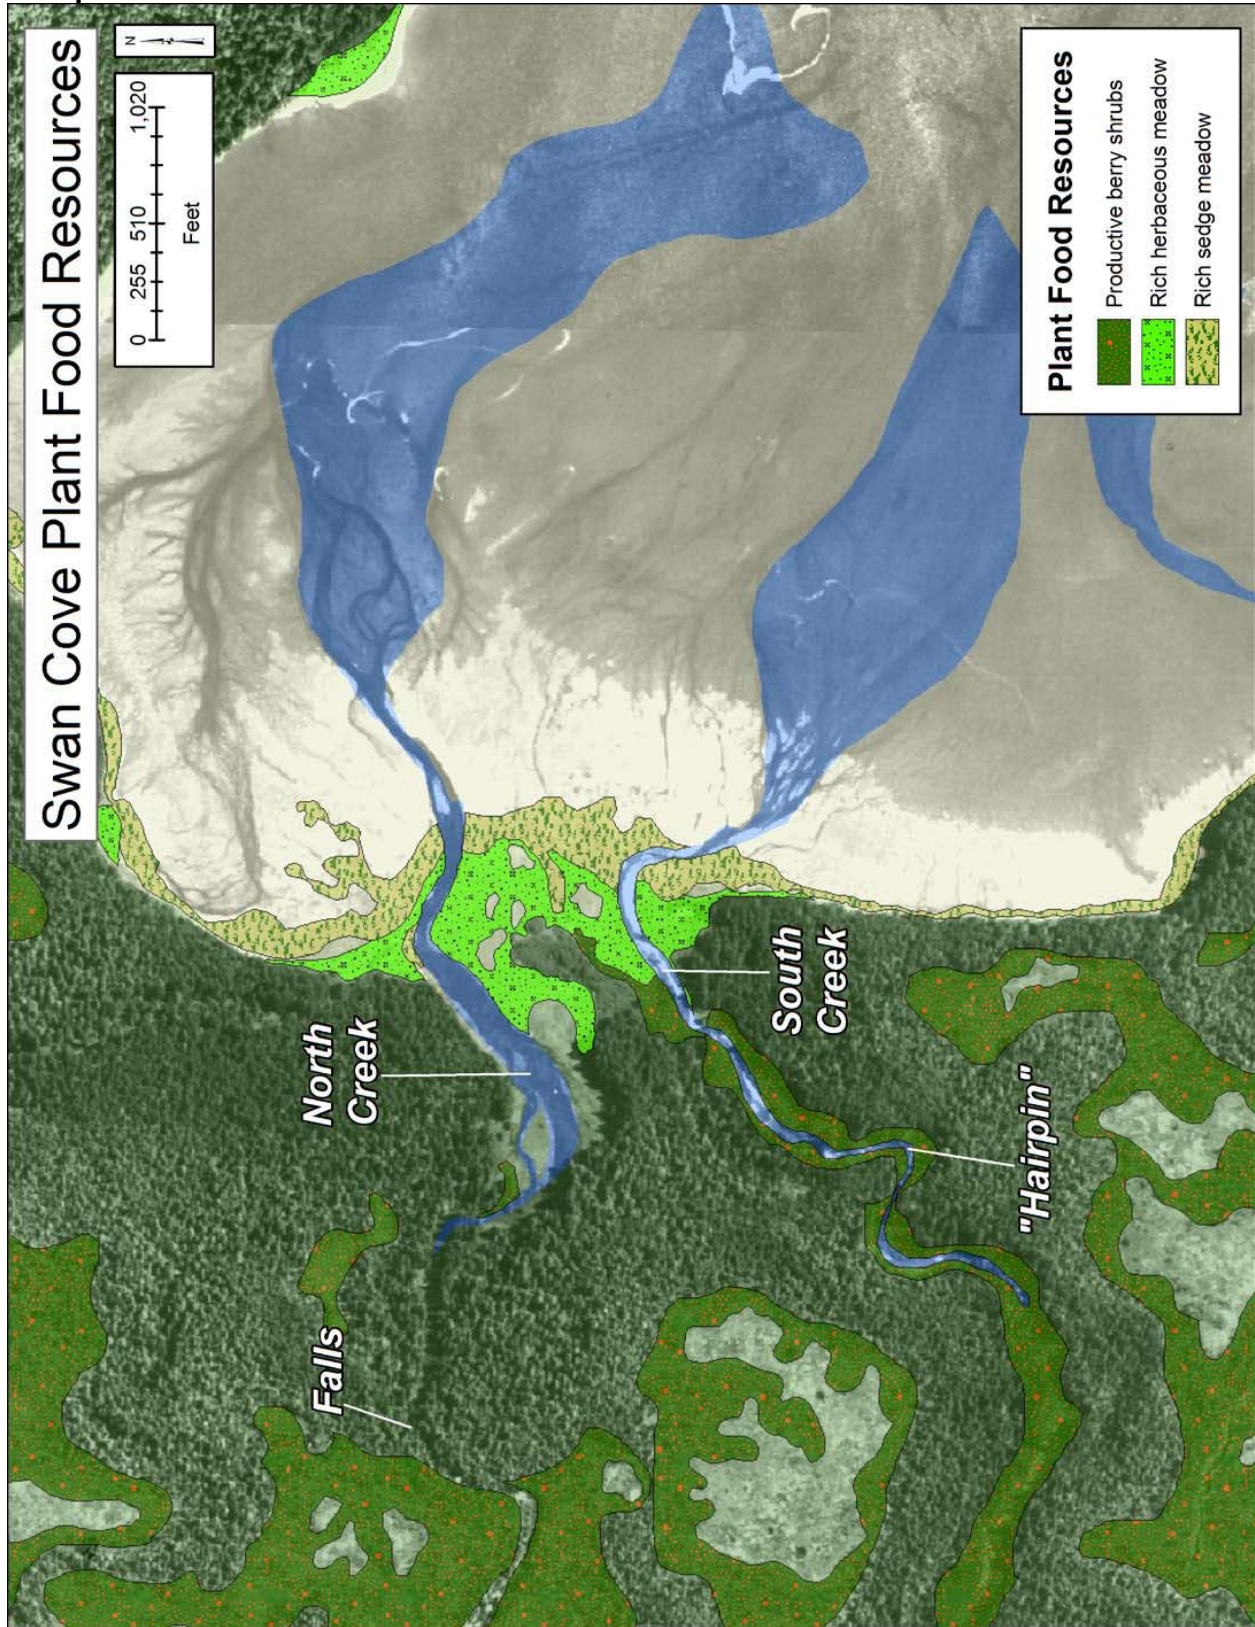 Swan Cove Plant Food Resources
N
0 255 510 1,020
Feet
North
Creek
Falls
South
Creek
"Hairpin"
Plant Food Resources
Productive berry shrubs
Rich herbaceous meadow
Rich sedge meadow